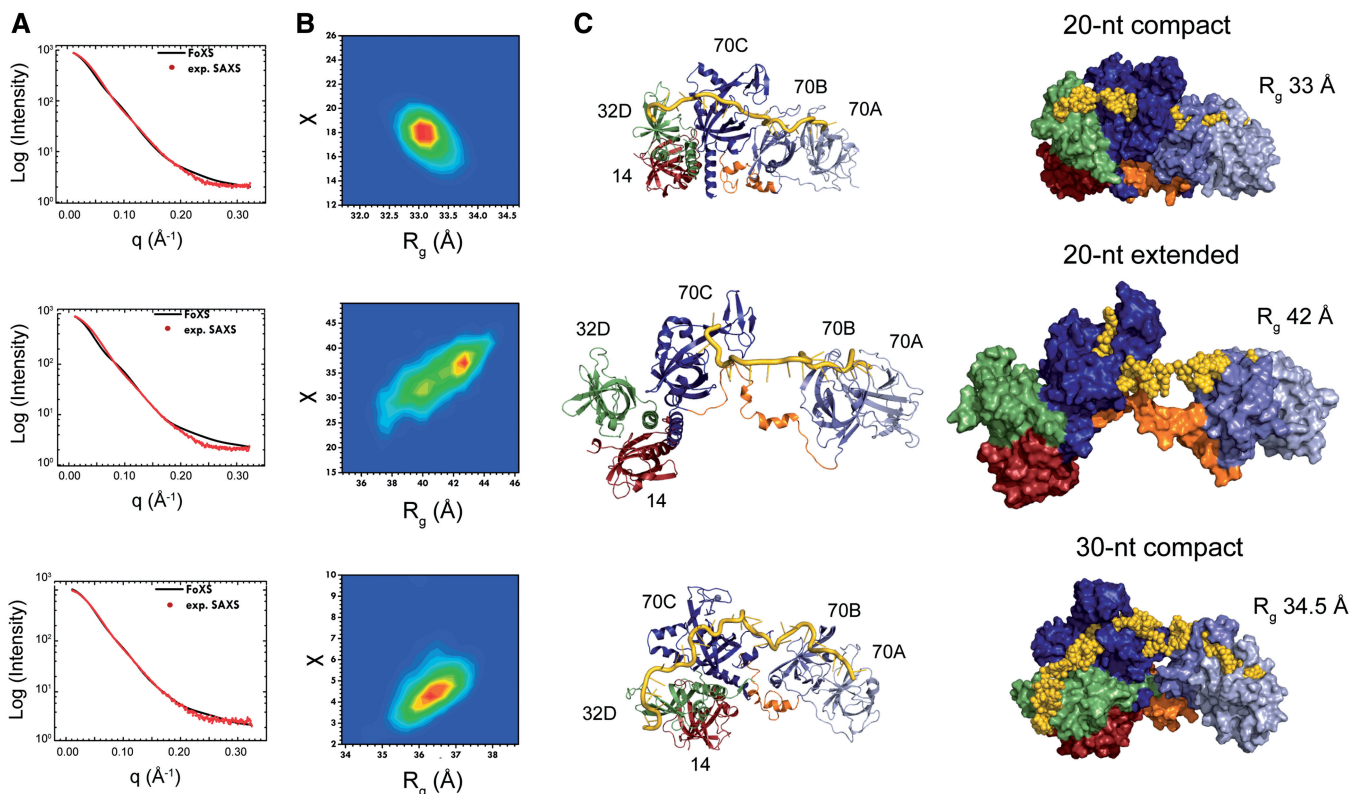 A
B
C
10³
10²
10¹
10⁰
Log (Intensity)
FoXS
exp. SAXS
0.00 0.10 0.20 0.30
q (Å⁻¹)
X
26
24
22
20
18
16
14
12
32.0 32.5 33.0 33.5 34.0 34.5
Rg (Å)
70C
70B
70A
32D
14
20-nt compact
Rg 33 Å
10³
10²
10¹
10⁰
Log (Intensity)
FoXS
exp. SAXS
0.00 0.10 0.20 0.30
q (Å⁻¹)
X
45
40
35
30
25
20
15
36 38 40 42 44 46
Rg (Å)
70C
32D
70B
70A
14
20-nt extended
Rg 42 Å
10³
10²
10¹
10⁰
Log (Intensity)
FoXS
exp. SAXS
0.00 0.10 0.20 0.30
q (Å⁻¹)
X
10
9
8
7
6
5
4
3
2
34 35 36 37 38
Rg (Å)
70C
70B
70A
32D
14
30-nt compact
Rg 34.5 Å